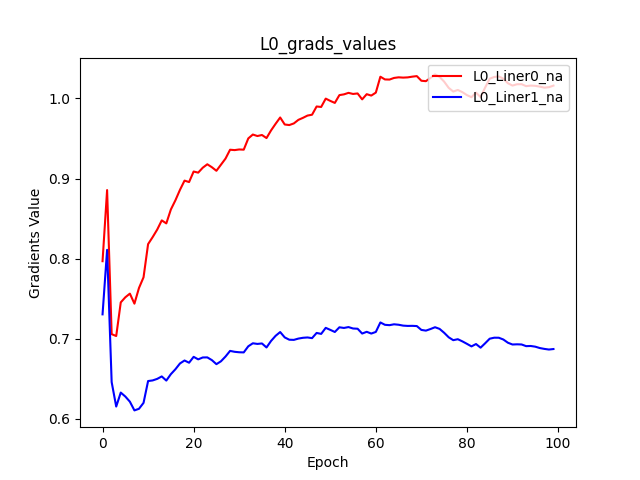 L0_grads_values
L0_Liner0_na
L0_Liner1_na
Gradients Value
1.0
0.9
0.8
0.7
0.6
0
20
40
60
80
100
Epoch